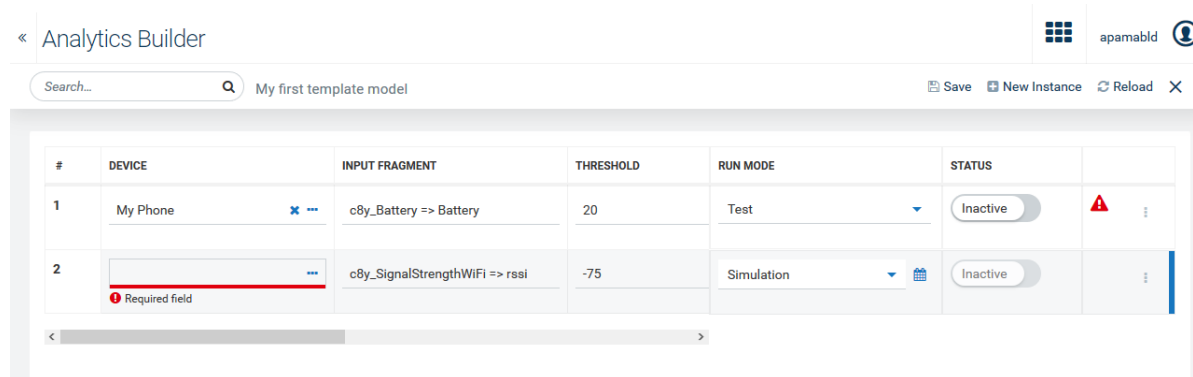 « Analytics Builder
apamabld
Search...
My first template model
Save New Instance Reload
# DEVICE INPUT FRAGMENT THRESHOLD RUN MODE STATUS
1 My Phone c8y_Battery => Battery 20 Test Inactive
2 c8y_SignalStrengthWiFi => rssi -75 Simulation Inactive
Required field